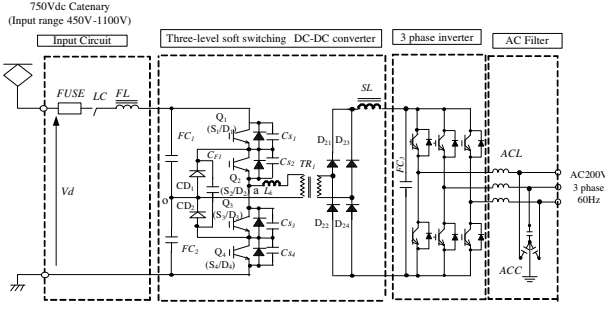 750Vdc Catenary
(Input range 450V-1100V)
Input Circuit
Three-level soft switching DC-DC converter
3 phase inverter
AC Filter
FUSE
LC
FL
Vd
o
FC1
FC2
CF1
CD1
CD2
Q1
(S1/D1)
Q2
(S2/D2)
Q3
(S3/D3)
Q4
(S4/D4)
CS1
CS2
CS3
CS4
a
Lk
TR1
D21
D23
D22
D24
SL
FC3
ACL
ACC
AC200V
3 phase
60Hz